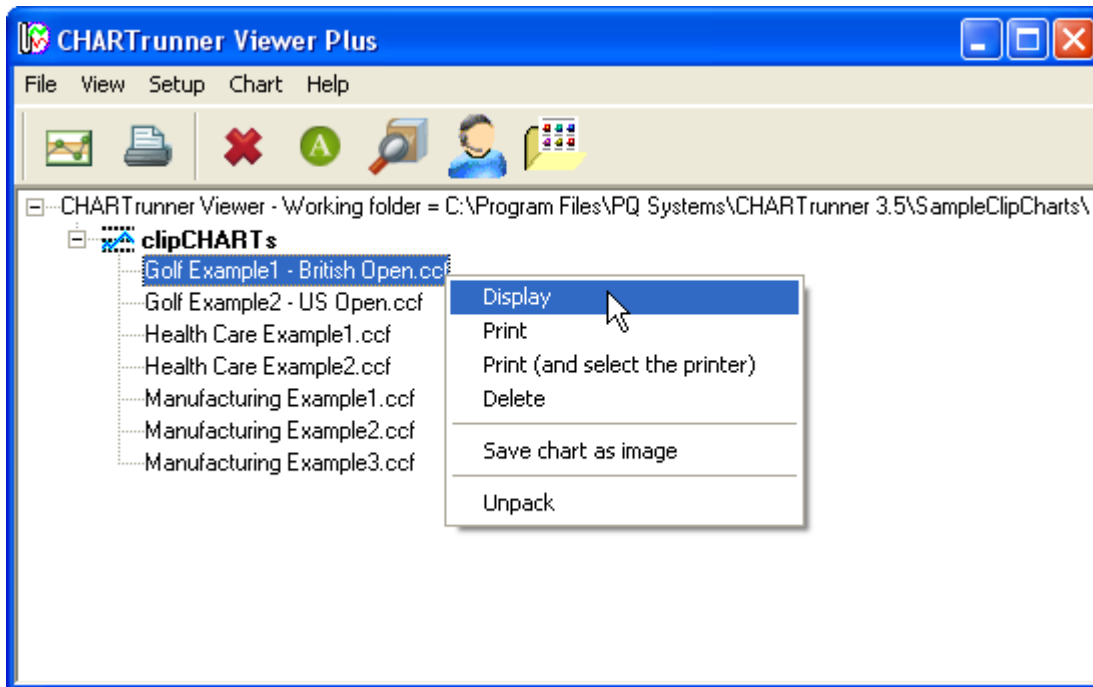 CHARTrunner Viewer Plus
File View Setup Chart Help
A
CHARTrunner Viewer - Working folder = C:\Program Files\PQ Systems\CHARTrunner 3.5\SampleClipCharts\
clipCHARTs
Golf Example1 - British Open.ccf
Golf Example2 - US Open.ccf
Health Care Example1.ccf
Health Care Example2.ccf
Manufacturing Example1.ccf
Manufacturing Example2.ccf
Manufacturing Example3.ccf
Display
Print
Print (and select the printer)
Delete
Save chart as image
Unpack